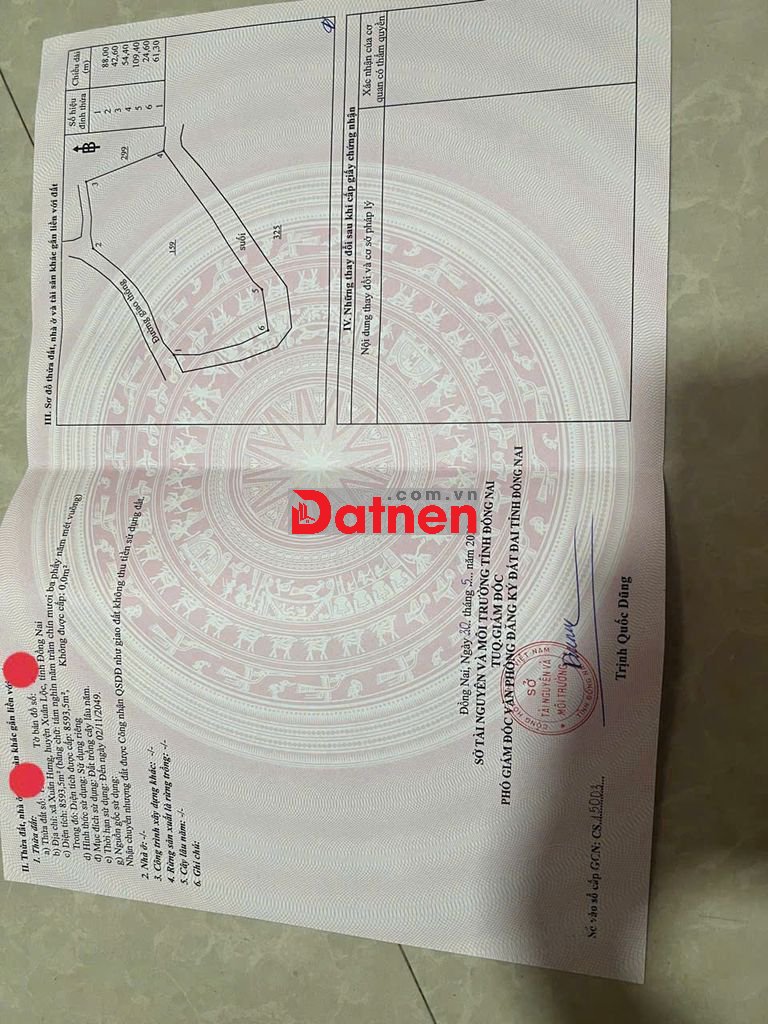 II. Thửa đất, nhà ở sản khác gắn liền với
1. Thửa đất:
a) Thửa đất số: Tờ bản đồ số:
b) Địa chỉ: xã Xuân Hưng, huyện Xuân Lộc, tỉnh Đồng Nai
c) Diện tích: 8593,5m² (bằng chữ: tám nghìn năm trăm chín mươi ba phẩy năm mét vuông)
Trong đó: Diện tích được cấp: 8593,5m², Không được cấp: 0,0m²
d) Hình thức sử dụng: Sử dụng riêng
đ) Mục đích sử dụng: Đất trồng cây lâu năm.
e) Thời hạn sử dụng: Đến ngày 02/11/2049.
g) Nguồn gốc sử dụng:
Nhận chuyển nhượng đất được Công nhận QSDĐ như giao đất không thu tiền sử dụng đất.
2. Nhà ở: -/-
3. Công trình xây dựng khác: -/-
4. Rừng sản xuất là rừng trồng: -/-
5. Cây lâu năm: -/-
6. Ghi chú:
Đồng Nai, Ngày 20 tháng 5 năm 20
SỞ TÀI NGUYÊN VÀ MÔI TRƯỜNG TỈNH ĐỒNG NAI
TUQ.GIÁM ĐỐC
PHÓ GIÁM ĐỐC VĂN PHÒNG ĐĂNG KÝ ĐẤT ĐAI TỈNH ĐỒNG NAI
SỞ
TÀI NGUYÊN VÀ
MÔI TRƯỜNG
Trịnh Quốc Dũng
Số vào sổ cấp GCN: CS.15003
III. Sơ đồ thửa đất, nhà ở và tài sản khác gắn liền với đất
Số hiệu đỉnh thửa Chiều dài (m)
1
88,00
2
42,60
3
54,40
4
109,40
5
24,60
6
61,30
1
B
Đường giao thông
299
159
suối
325
1
2
3
4
5
6
IV. Những thay đổi sau khi cấp giấy chứng nhận
Nội dung thay đổi và cơ sở pháp lý
Xác nhận của cơ
quan có thẩm quyền
Datnen
.com.vn